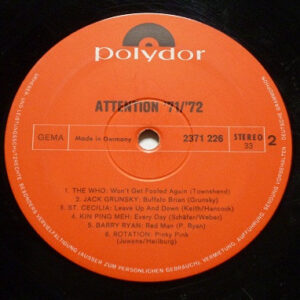 polydor
ATTENTION '71/'72
GEMA
Made in Germany
2371 226
STEREO
33
2
1. THE WHO: Won't Get Fooled Again (Townshend)
2. JACK GRUNSKY: Buffalo Brian (Grunsky)
3. ST. CECILIA: Leave Up And Down (Keith/Hancock)
4. KIN PING MEH: Every Day (Schäfer/Weber)
5. BARRY RYAN: Red Man (P. Ryan)
6. ROTATION: Pinky Pink
(Juwens/Heilburg)